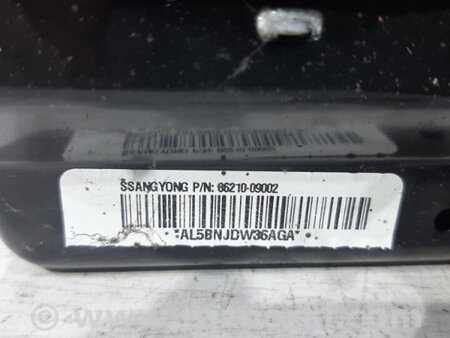 SSANGYONG P/N: 66210-09002
*AL5BNJDW36AGA*